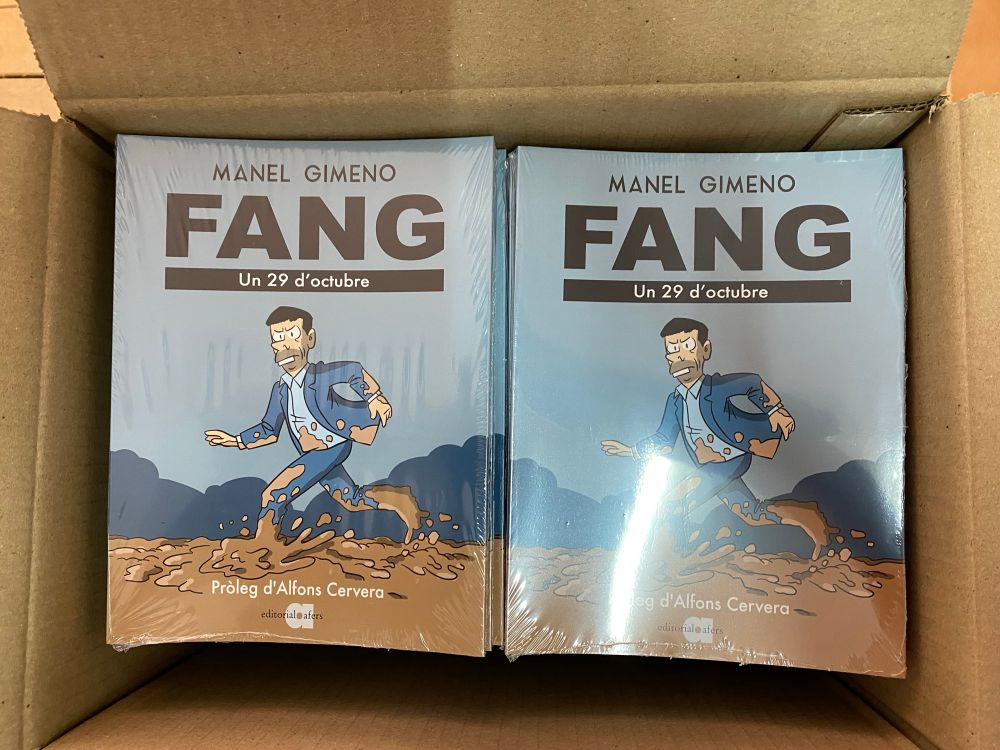 MANEL GIMENO
FANG
Un 29 d'octubre
Pròleg d'Alfons Cervera
editorial afers
MANEL GIMENO
FANG
Un 29 d'octubre
d'Alfons Cervera
editorial afers